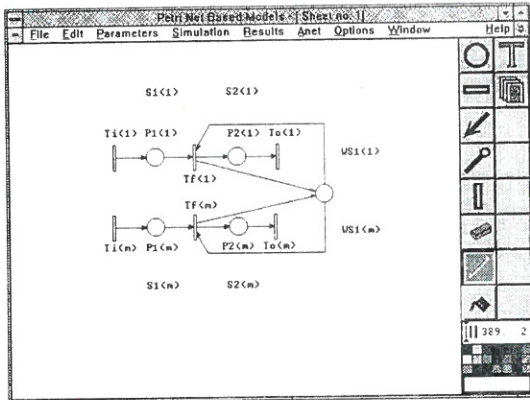 Petri Net Based Models - [ Sheet no. 1]
File Edit Parameters Simulation Results Anet Options Window Help
S1(1) S2(1)
Ti(1) P1(1) P2(1) To(1)
WS1(1)
Tf(1)
Tf(m)
WS1(m)
Ti(m) P1(m) P2(m) To(m)
S1(m) S2(m)
T
389. 2